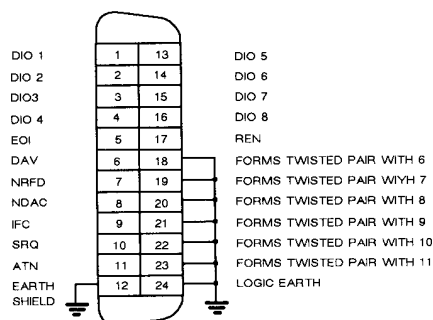 DIO 1 1 13 DIO 5
DIO 2 2 14 DIO 6
DIO3 3 15 DIO 7
DIO 4 4 16 DIO 8
EOI 5 17 REN
DAV 6 18 FORMS TWISTED PAIR WITH 6
NRFD 7 19 FORMS TWISTED PAIR WIYH 7
NDAC 8 20 FORMS TWISTED PAIR WITH 8
IFC 9 21 FORMS TWISTED PAIR WITH 9
SRQ 10 22 FORMS TWISTED PAIR WITH 10
ATN 11 23 FORMS TWISTED PAIR WITH 11
EARTH 12 24 LOGIC EARTH
SHIELD